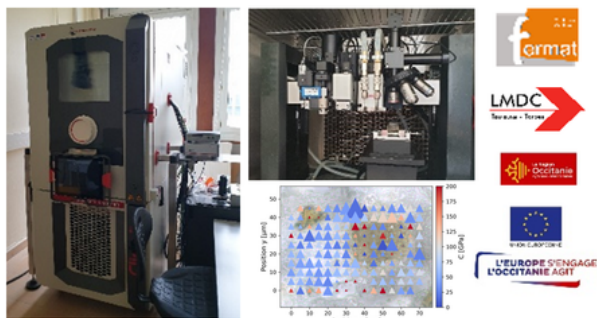 format
LMDC
Toulouse - France
La Région
Occitanie
200
175
150
125
100
75
50
25
0
C [GPa]
Position y [µm]
50
40
30
20
10
0
0 10 20 30 40 50 60 70
UNION EUROPÉENNE
L'EUROPE S'ENGAGE
L'OCCITANIE AGIT